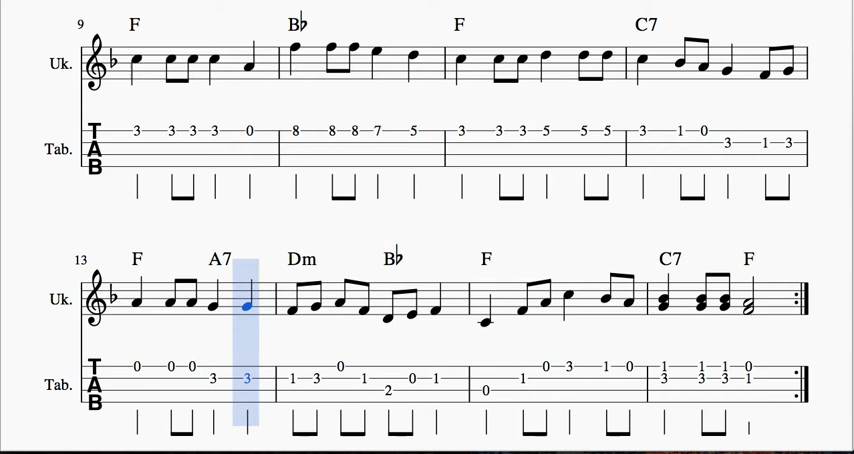 9 F B♭ F C7
Uk.
3 3 3 3 0 8 8 8 7 5 3 3 3 5 5 5 3 1 0 3 1 3
Tab. TAB
13 F A7 Dm B♭ F C7 F
Uk.
0 0 0 3 3 1 3 0 1 2 0 1 0 1 0 3 1 0 1 3 1 3 1 3 0 1
Tab. TAB